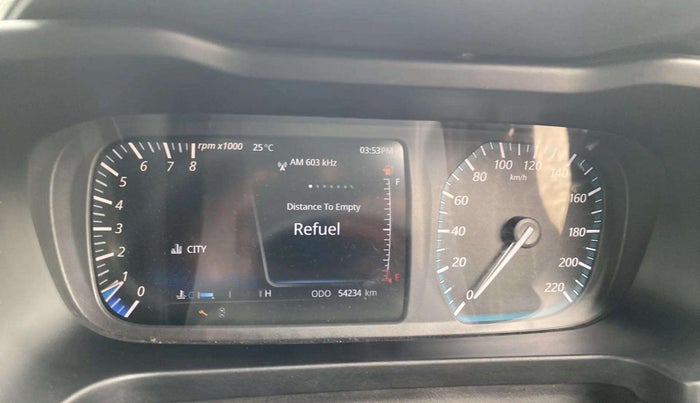 rpm x1000 25 °C 03:53PM
AM 603 kHz
0 1 2 3 4 5 6 7 8
Distance To Empty
Refuel
CITY
F
E
C H
ODO 54234 km
0 20 40 60 80 100 120 140 160 180 200 220
km/h